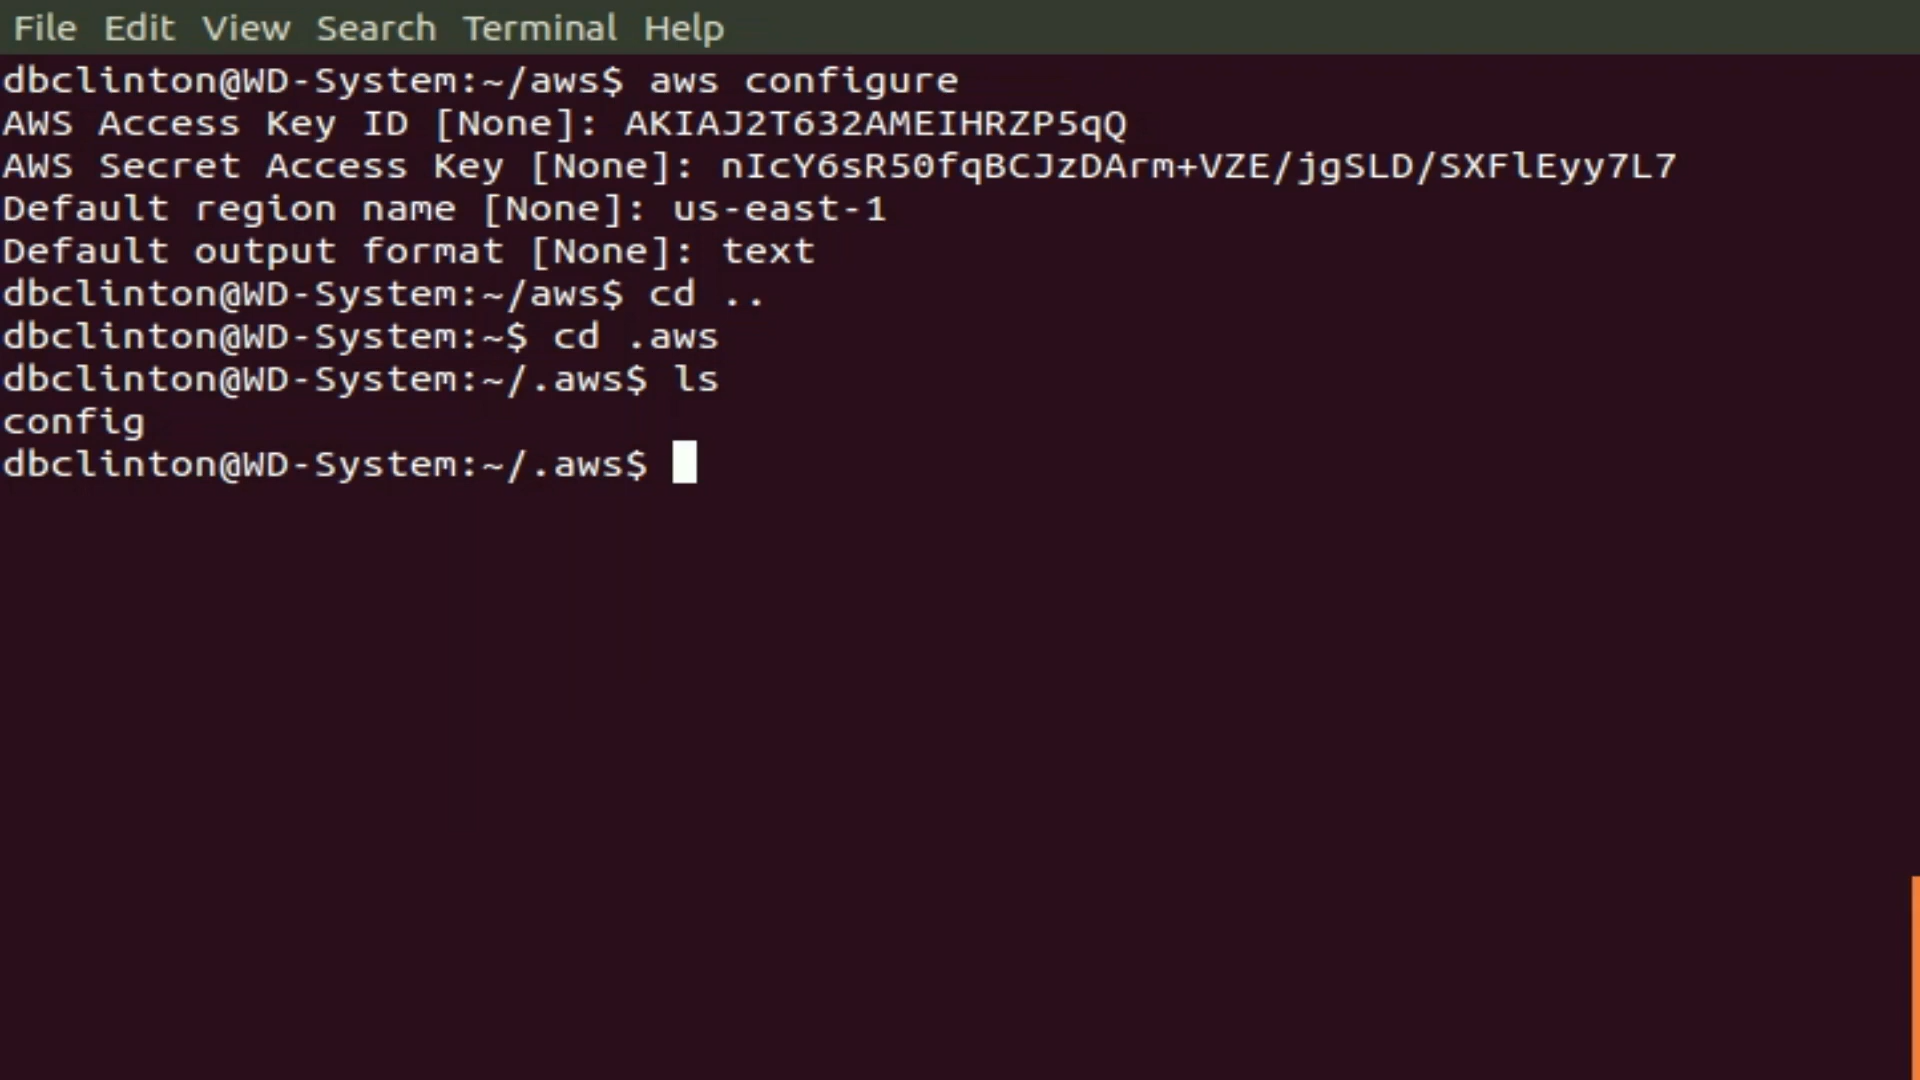 File Edit View Search Terminal Help
dbclinton@WD-System:~/aws$ aws configure
AWS Access Key ID [None]: AKIAJ2T632AMEIHRZP5qQ
AWS Secret Access Key [None]: nIcY6sR50fqBCJzDArm+VZE/jgSLD/SXFlEyy7L7
Default region name [None]: us-east-1
Default output format [None]: text
dbclinton@WD-System:~/aws$ cd ..
dbclinton@WD-System:~$ cd .aws
dbclinton@WD-System:~/.aws$ ls
config
dbclinton@WD-System:~/.aws$